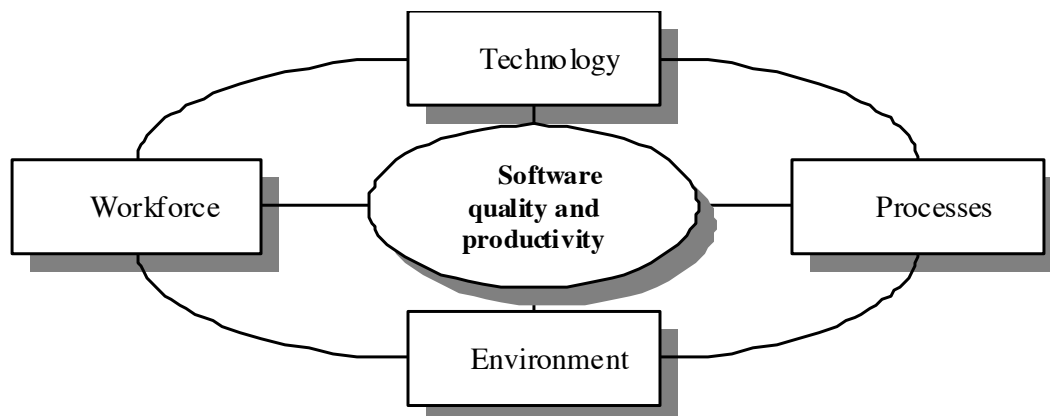 Technology
Workforce
Software
quality and
productivity
Processes
Environment